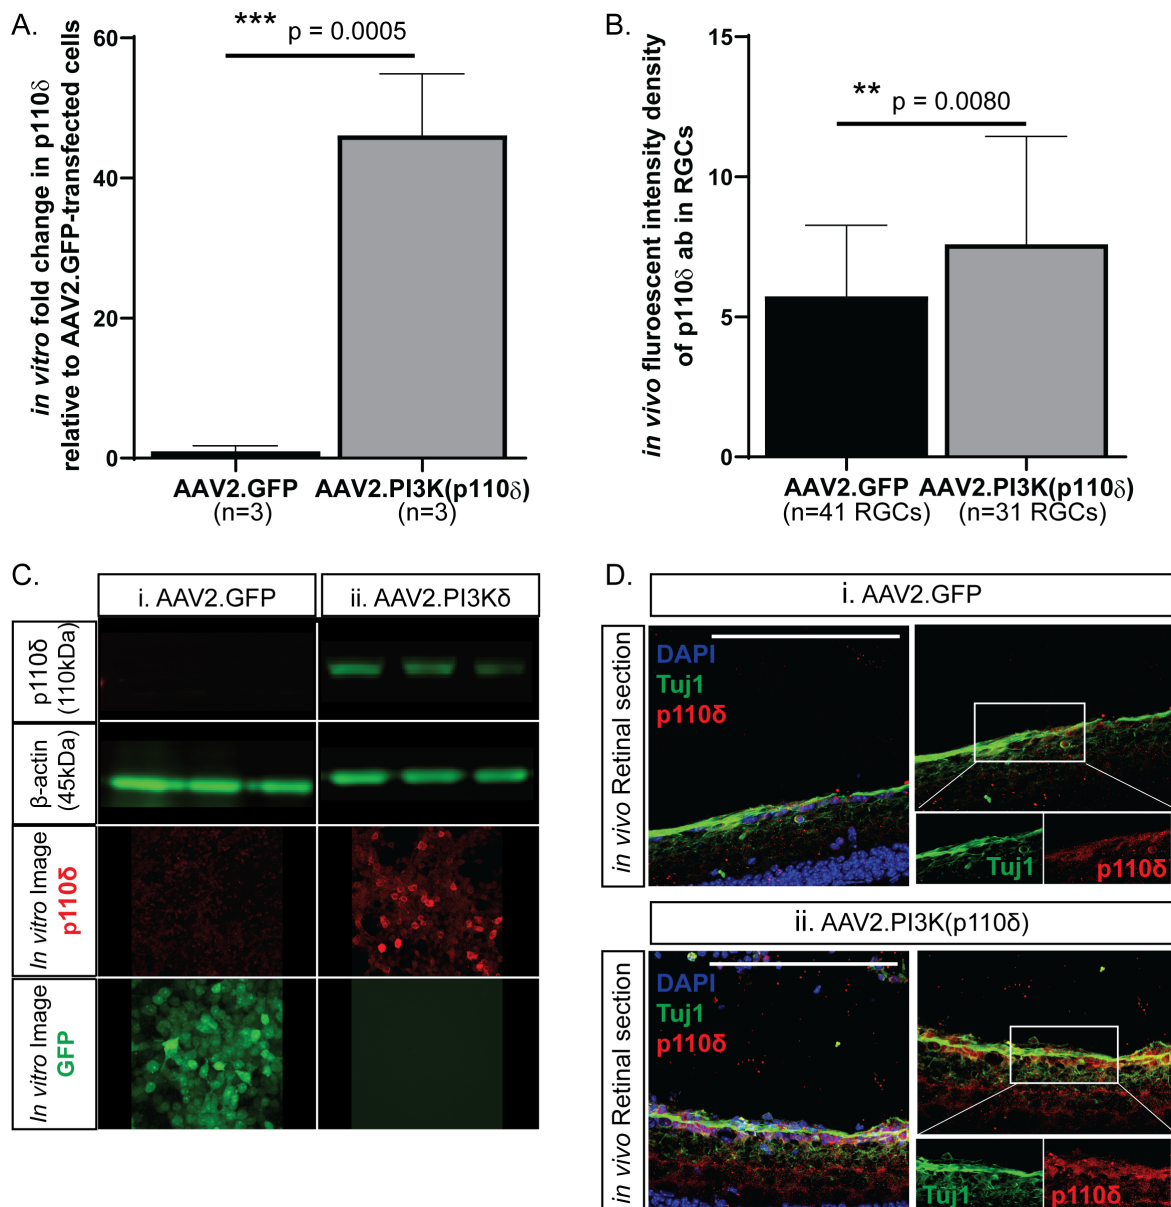 A.
in vitro fold change in p110δ
relative to AAV2.GFP-transfected cells
60
40
20
0
*** p = 0.0005
AAV2.GFP
(n=3)
AAV2.PI3K(p110δ)
(n=3)
B.
in vivo fluroescent intensity density
of p110δ ab in RGCs
15
10
5
0
** p = 0.0080
AAV2.GFP
(n=41 RGCs)
AAV2.PI3K(p110δ)
(n=31 RGCs)
C.
i. AAV2.GFP
ii. AAV2.PI3Kδ
p110δ
(110kDa)
β-actin
(45kDa)
In vitro Image
p110δ
In vitro Image
GFP
D.
i. AAV2.GFP
in vivo Retinal section
DAPI
Tuj1
p110δ
Tuj1
p110δ
ii. AAV2.PI3K(p110δ)
in vivo Retinal section
DAPI
Tuj1
p110δ
Tuj1
p110δ